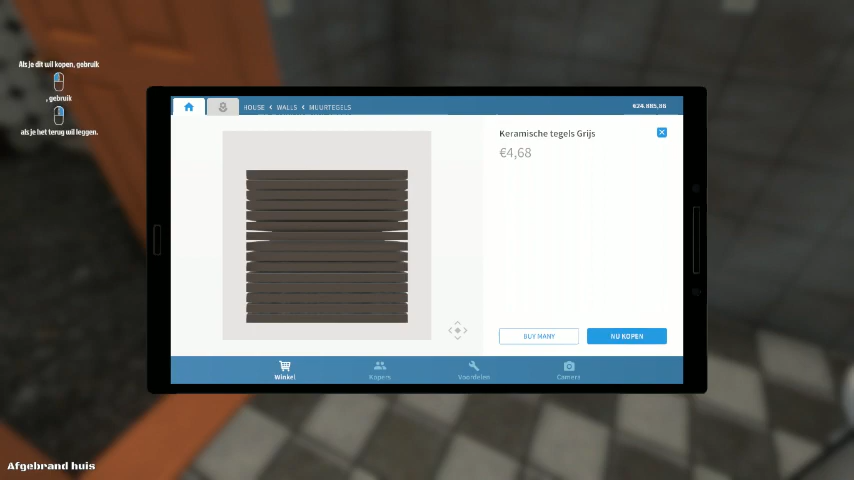 Als je dit wil kopen, gebruik
, gebruik
als je het terug wil leggen.
HOUSE < WALLS < MUURTEGELS
€24.885,86
Keramische tegels Grijs
€4,68
BUY MANY
NU KOPEN
Winkel
Kopers
Voordelen
Camera
Afgebrand huis